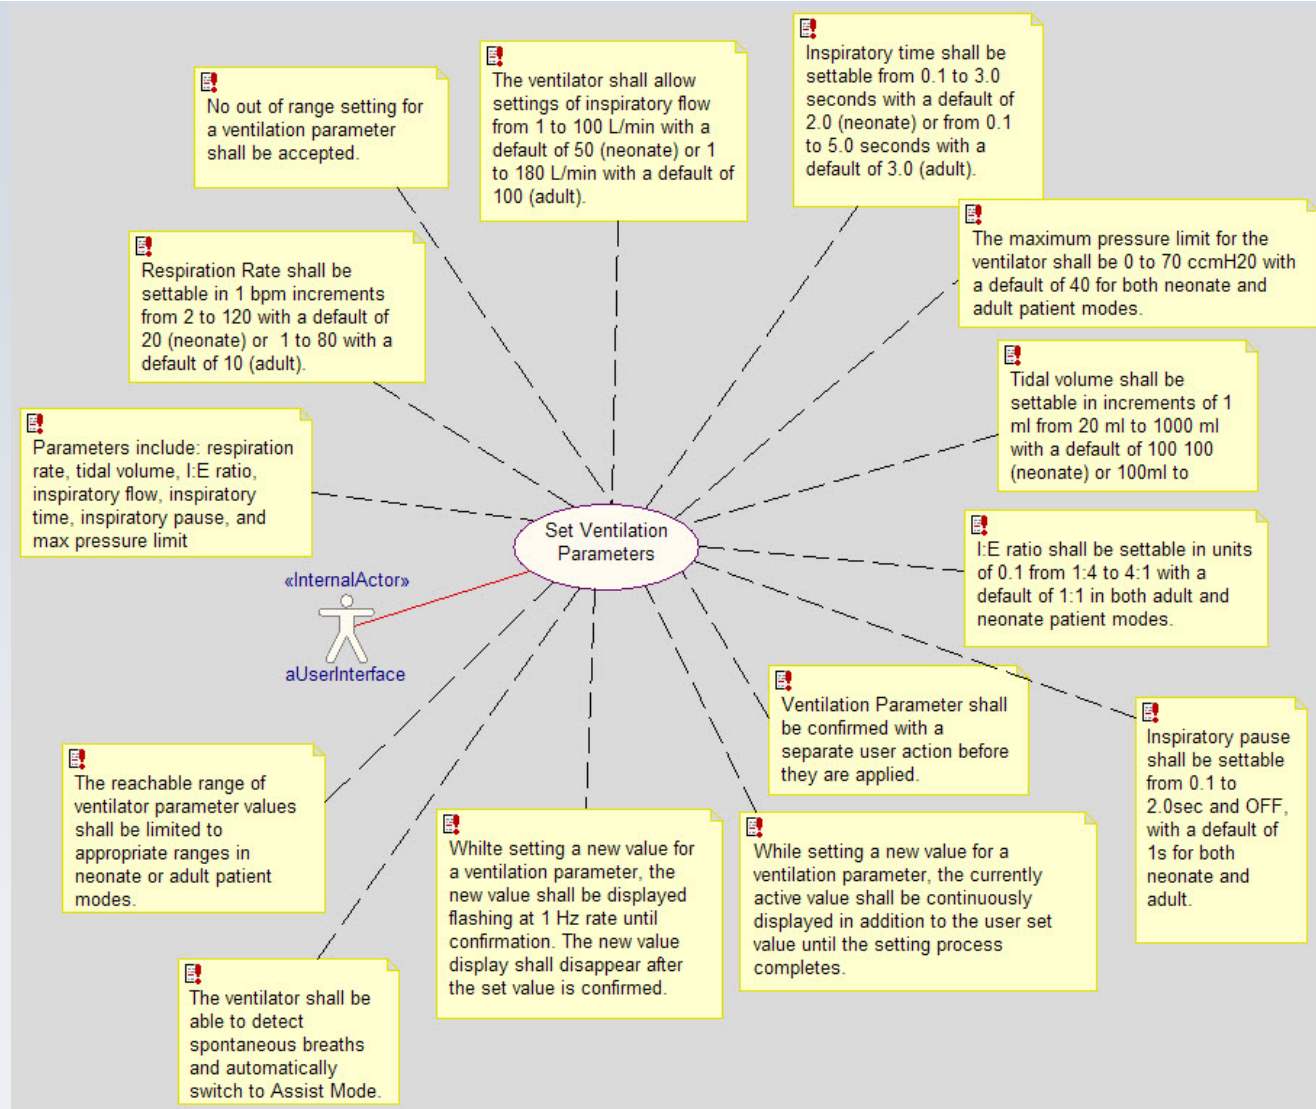 No out of range setting for
a ventilation parameter
shall be accepted.
The ventilator shall allow
settings of inspiratory flow
from 1 to 100 L/min with a
default of 50 (neonate) or 1
to 180 L/min with a default of
100 (adult).
Inspiratory time shall be
settable from 0.1 to 3.0
seconds with a default of
2.0 (neonate) or from 0.1
to 5.0 seconds with a
default of 3.0 (adult).
Respiration Rate shall be
settable in 1 bpm increments
from 2 to 120 with a default of
20 (neonate) or 1 to 80 with a
default of 10 (adult).
The maximum pressure limit for the
ventilator shall be 0 to 70 ccmH20 with
a default of 40 for both neonate and
adult patient modes.
Tidal volume shall be
settable in increments of 1
ml from 20 ml to 1000 ml
with a default of 100 100
(neonate) or 100ml to
Parameters include: respiration
rate, tidal volume, I:E ratio,
inspiratory flow, inspiratory
time, inspiratory pause, and
max pressure limit
Set Ventilation
Parameters
I:E ratio shall be settable in units
of 0.1 from 1:4 to 4:1 with a
default of 1:1 in both adult and
neonate patient modes.
«InternalActor»
aUserInterface
Ventilation Parameter shall
be confirmed with a
separate user action before
they are applied.
Inspiratory pause
shall be settable
from 0.1 to
2.0sec and OFF,
with a default of
1s for both
neonate and
adult.
The reachable range of
ventilator parameter values
shall be limited to
appropriate ranges in
neonate or adult patient
modes.
Whilte setting a new value for
a ventilation parameter, the
new value shall be displayed
flashing at 1 Hz rate until
confirmation. The new value
display shall disappear after
the set value is confirmed.
While setting a new value for a
ventilation parameter, the currently
active value shall be continuously
displayed in addition to the user set
value until the setting process
completes.
The ventilator shall be
able to detect
spontaneous breaths
and automatically
switch to Assist Mode.